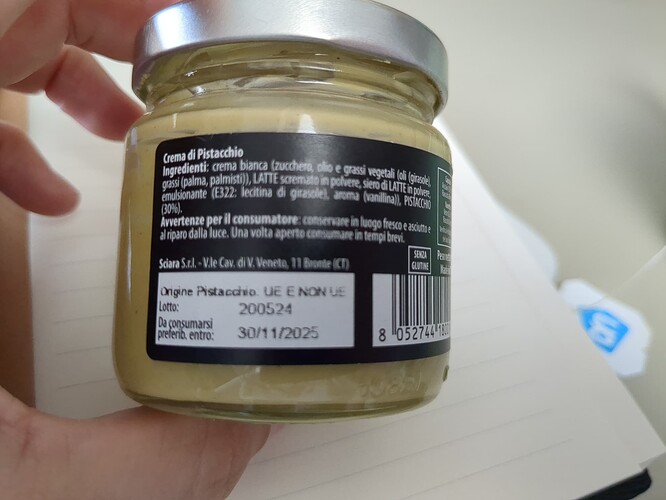 Crema di Pistacchio
Ingredienti: crema bianca (zucchero, olio e grassi vegetali (oli (girasole),
grassi (palma, palmisti)), LATTE scremato in polvere, siero di LATTE in polvere,
emulsionante (E322: lecitina di girasole), aroma (vanillina)), PISTACCHIO
(30%).
Avvertenze per il consumatore: conservare in luogo fresco e asciutto e
al riparo dalla luce. Una volta aperto consumare in tempi brevi.
SENZA
GLUTINE
Sciara S.r.l. - V.le Cav. di V. Veneto, 11 Bronte (CT)
Origine Pistacchio. UE E NON UE
Lotto: 200524
Da consumarsi
preferib. entro: 30/11/2025
8 052744